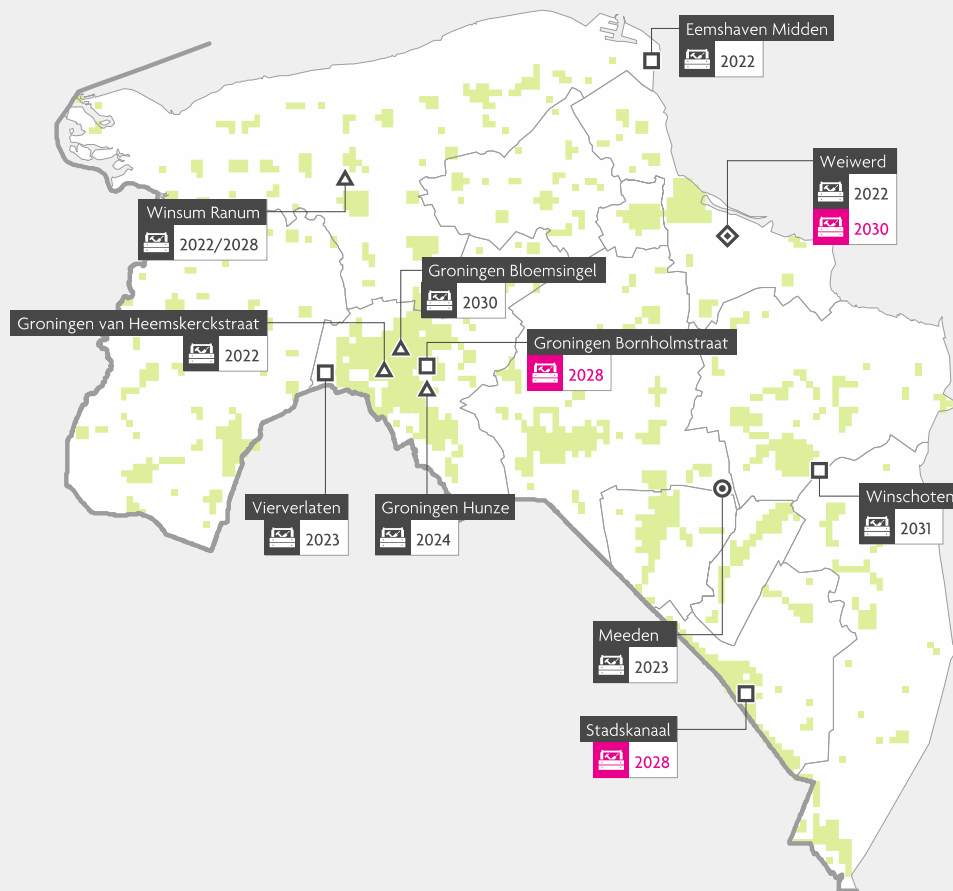 Eemshaven Midden
2022
Weiwerd
2022
2030
Winsum Ranum
2022/2028
Groningen Bloemsingel
2030
Groningen van Heemskerckstraat
2022
Groningen Bornholmstraat
2028
Vierverlaten
2023
Groningen Hunze
2024
Winschoten
2031
Meeden
2023
Stadskanaal
2028